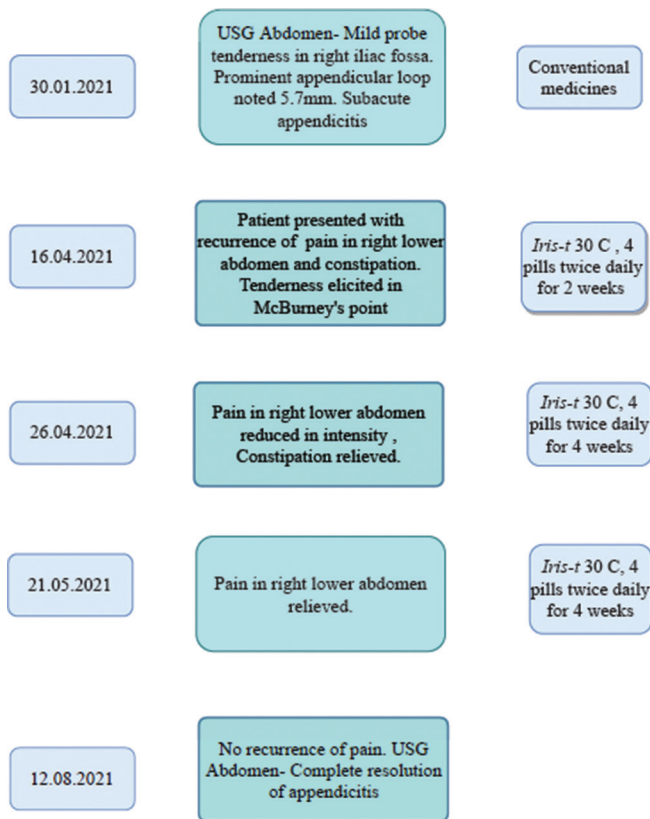 30.01.2021
USG Abdomen- Mild probe
tenderness in right iliac fossa.
Prominent appendicular loop
noted 5.7mm. Subacute
appendicitis
Conventional
medicines
16.04.2021
Patient presented with
recurrence of pain in right lower
abdomen and constipation.
Tenderness elicited in
McBurney's point
Iris-t 30 C , 4
pills twice daily
for 2 weeks
26.04.2021
Pain in right lower abdomen
reduced in intensity ,
Constipation relieved.
Iris-t 30 C, 4
pills twice daily
for 4 weeks
21.05.2021
Pain in right lower abdomen
relieved.
Iris-t 30 C, 4
pills twice daily
for 4 weeks
12.08.2021
No recurrence of pain. USG
Abdomen- Complete resolution
of appendicitis